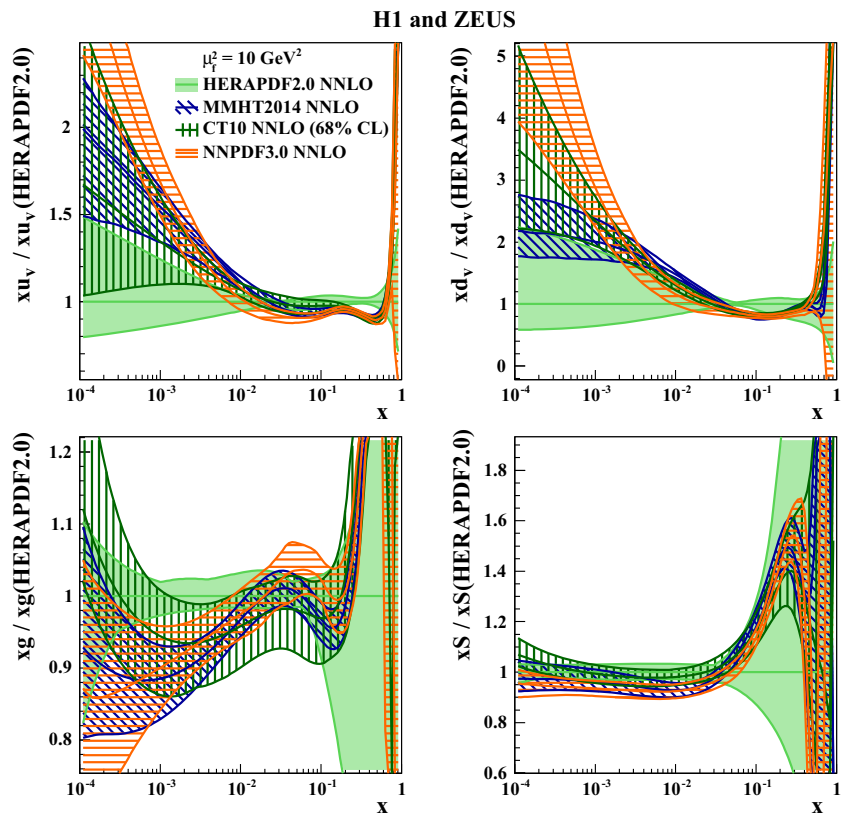 H1 and ZEUS
xu_v / xu_v(HERAPDF2.0)
μ_f² = 10 GeV²
HERAPDF2.0 NNLO
MMHT2014 NNLO
CT10 NNLO (68% CL)
NNPDF3.0 NNLO
2
1.5
1
10⁻⁴ 10⁻³ 10⁻² 10⁻¹ 1
x
xd_v / xd_v(HERAPDF2.0)
5
4
3
2
1
0
10⁻⁴ 10⁻³ 10⁻² 10⁻¹ 1
x
xg / xg(HERAPDF2.0)
1.2
1.1
1
0.9
0.8
10⁻⁴ 10⁻³ 10⁻² 10⁻¹ 1
x
xS / xS(HERAPDF2.0)
1.8
1.6
1.4
1.2
1
0.8
0.6
10⁻⁴ 10⁻³ 10⁻² 10⁻¹ 1
x